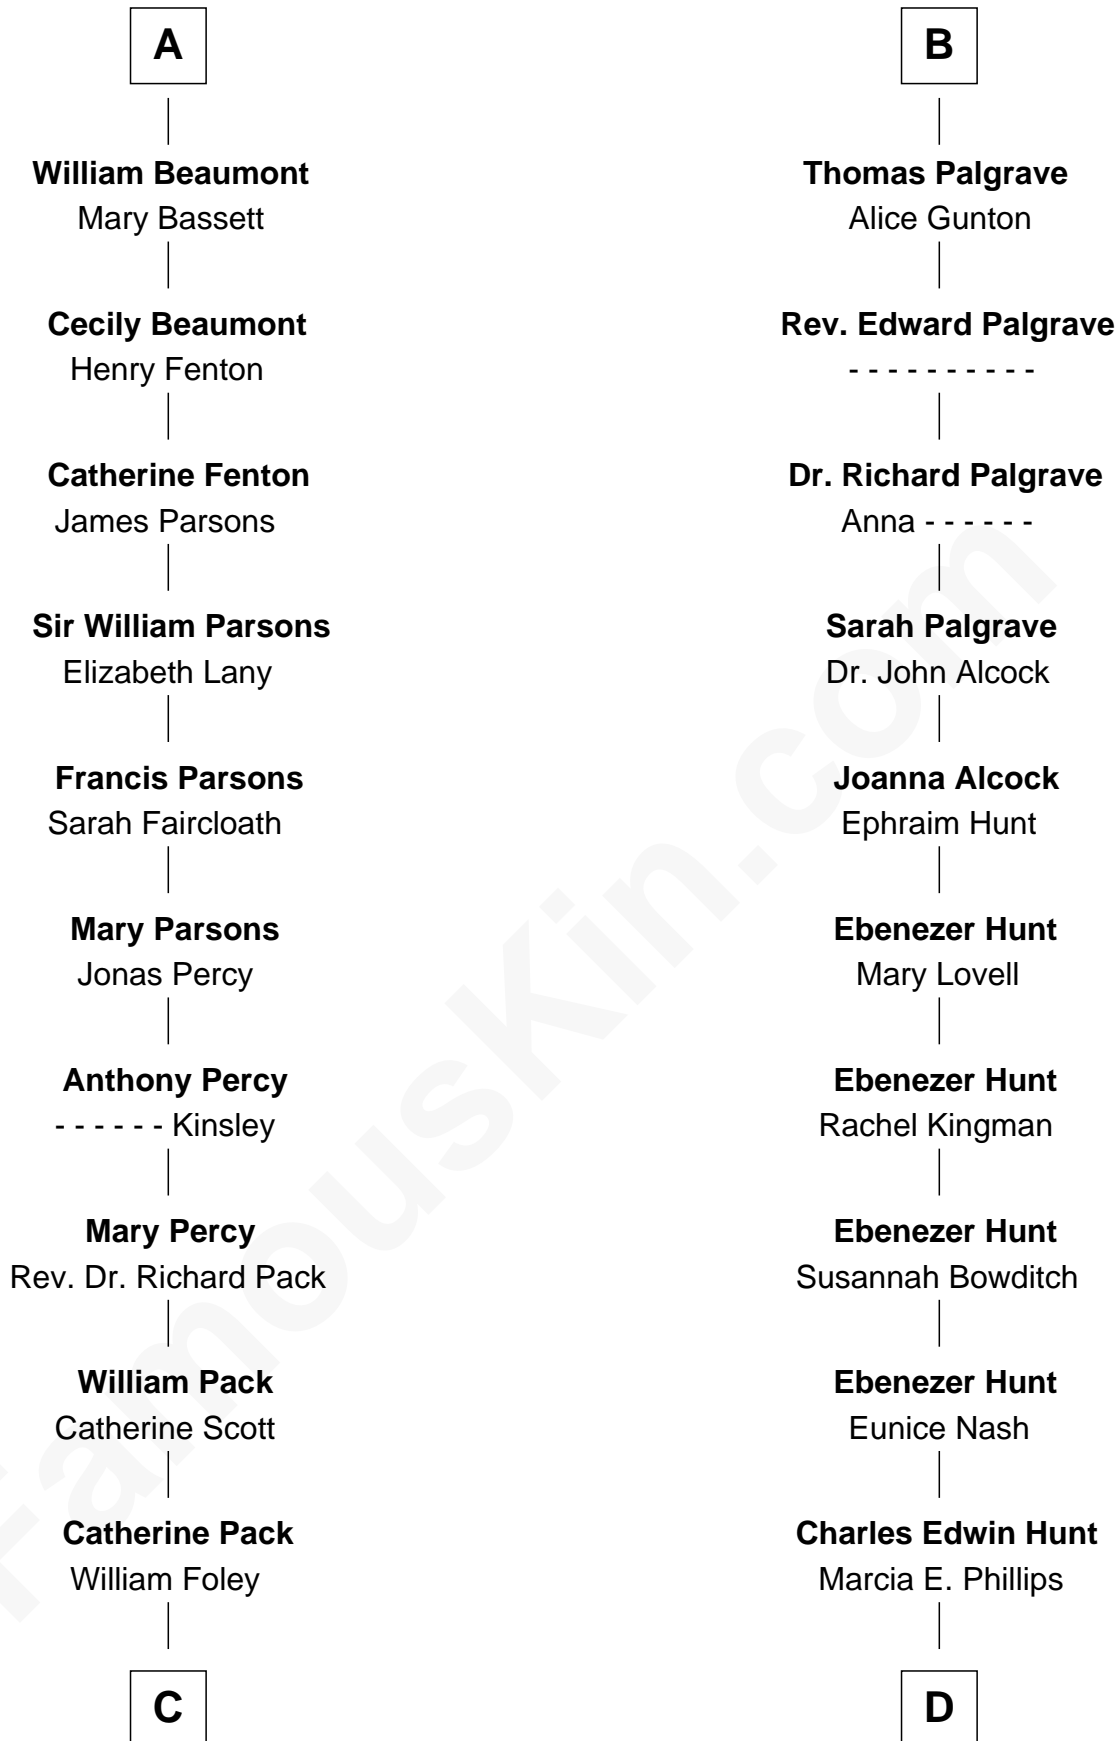 A
William Beaumont
Mary Bassett
Cecily Beaumont
Henry Fenton
Catherine Fenton
James Parsons
Sir William Parsons
Elizabeth Lany
Francis Parsons
Sarah Faircloath
Mary Parsons
Jonas Percy
Anthony Percy
- - - - - - Kinsley
Mary Percy
Rev. Dr. Richard Pack
William Pack
Catherine Scott
Catherine Pack
William Foley
C
B
Thomas Palgrave
Alice Gunton
Rev. Edward Palgrave
- - - - - - - - - -
Dr. Richard Palgrave
Anna - - - - - -
Sarah Palgrave
Dr. John Alcock
Joanna Alcock
Ephraim Hunt
Ebenezer Hunt
Mary Lovell
Ebenezer Hunt
Rachel Kingman
Ebenezer Hunt
Susannah Bowditch
Ebenezer Hunt
Eunice Nash
Charles Edwin Hunt
Marcia E. Phillips
D
FamousKin.com